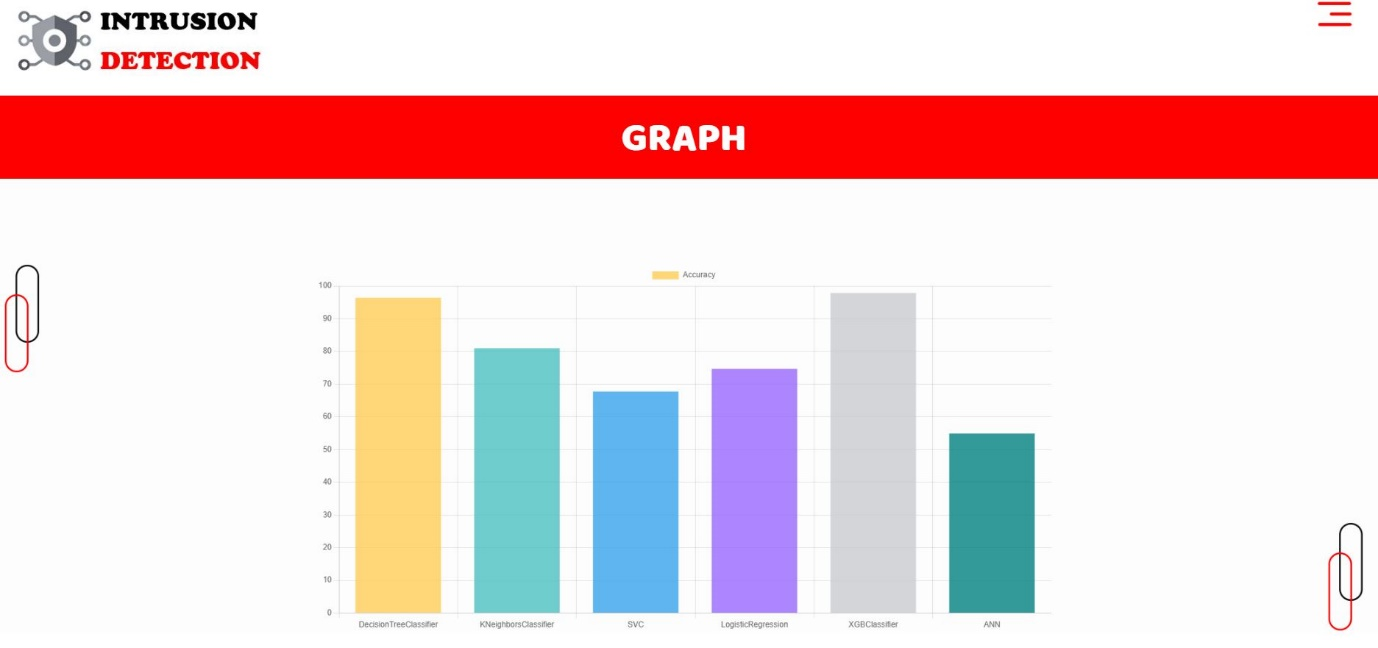 INTRUSION
DETECTION
GRAPH
Accuracy
100
90
80
70
60
50
40
30
20
10
0
DecisionTreeClassifier KNeighborsClassifier SVC LogisticRegression XGBClassifier ANN